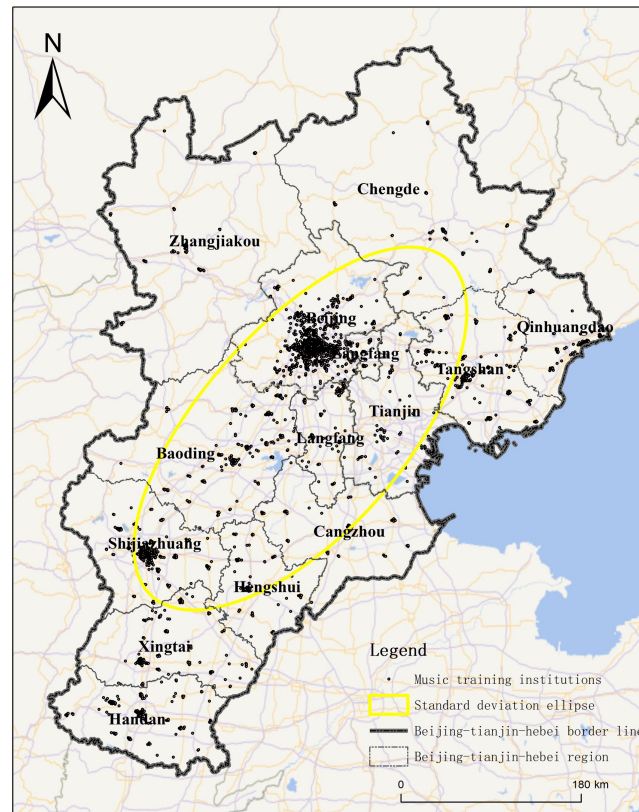 N
Chengde
Zhangjiakou
Beijing
Qinhuangdao
Langfang
Tangshan
Tianjin
Langfang
Baoding
Cangzhou
Shijiazhuang
Hengshui
Xingtai
Handan
Legend
Music training institutions
Standard deviation ellipse
Beijing-tianjin-hebei border line
Beijing-tianjin-hebei region
0 180 km